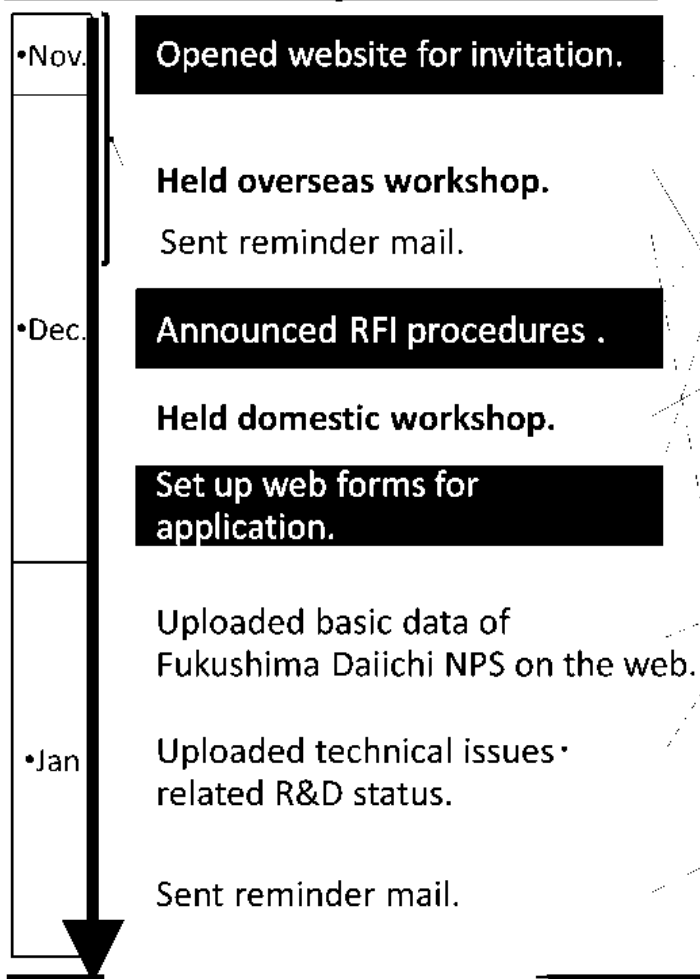 •Nov.
Opened website for invitation.
Held overseas workshop.
Sent reminder mail.
•Dec.
Announced RFI procedures .
Held domestic workshop.
Set up web forms for
application.
Uploaded basic data of
Fukushima Daiichi NPS on the web.
•Jan
Uploaded technical issues・
related R&D status.
Sent reminder mail.